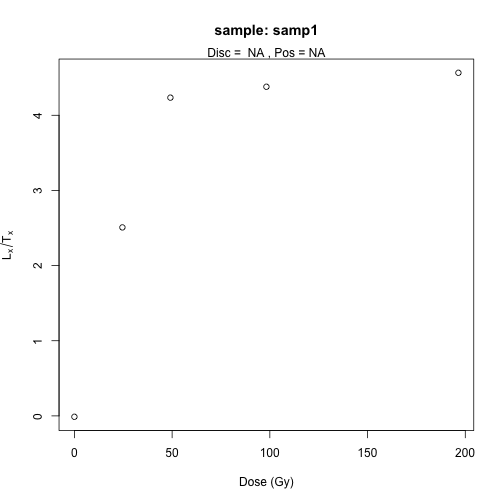 sample: samp1
Disc =  NA , Pos = NA
4
3
2
1
0
Lx/Tx
0 50 100 150 200
Dose (Gy)